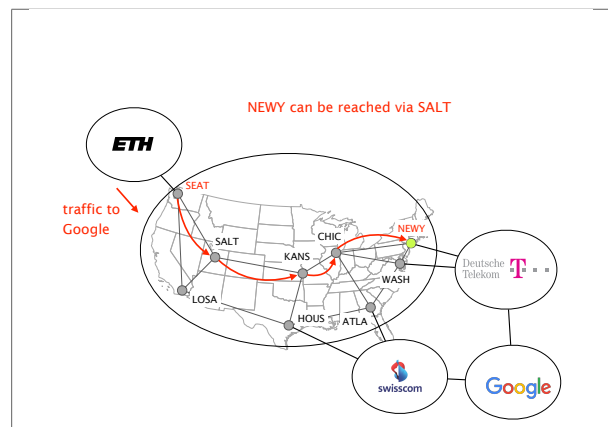 NEWY can be reached via SALT
ETH
SEAT
traffic to
Google
NEWY
SALT
CHIC
KANS
Deutsche
Telekom
T
WASH
LOSA
HOUS
ATLA
swisscom
Google